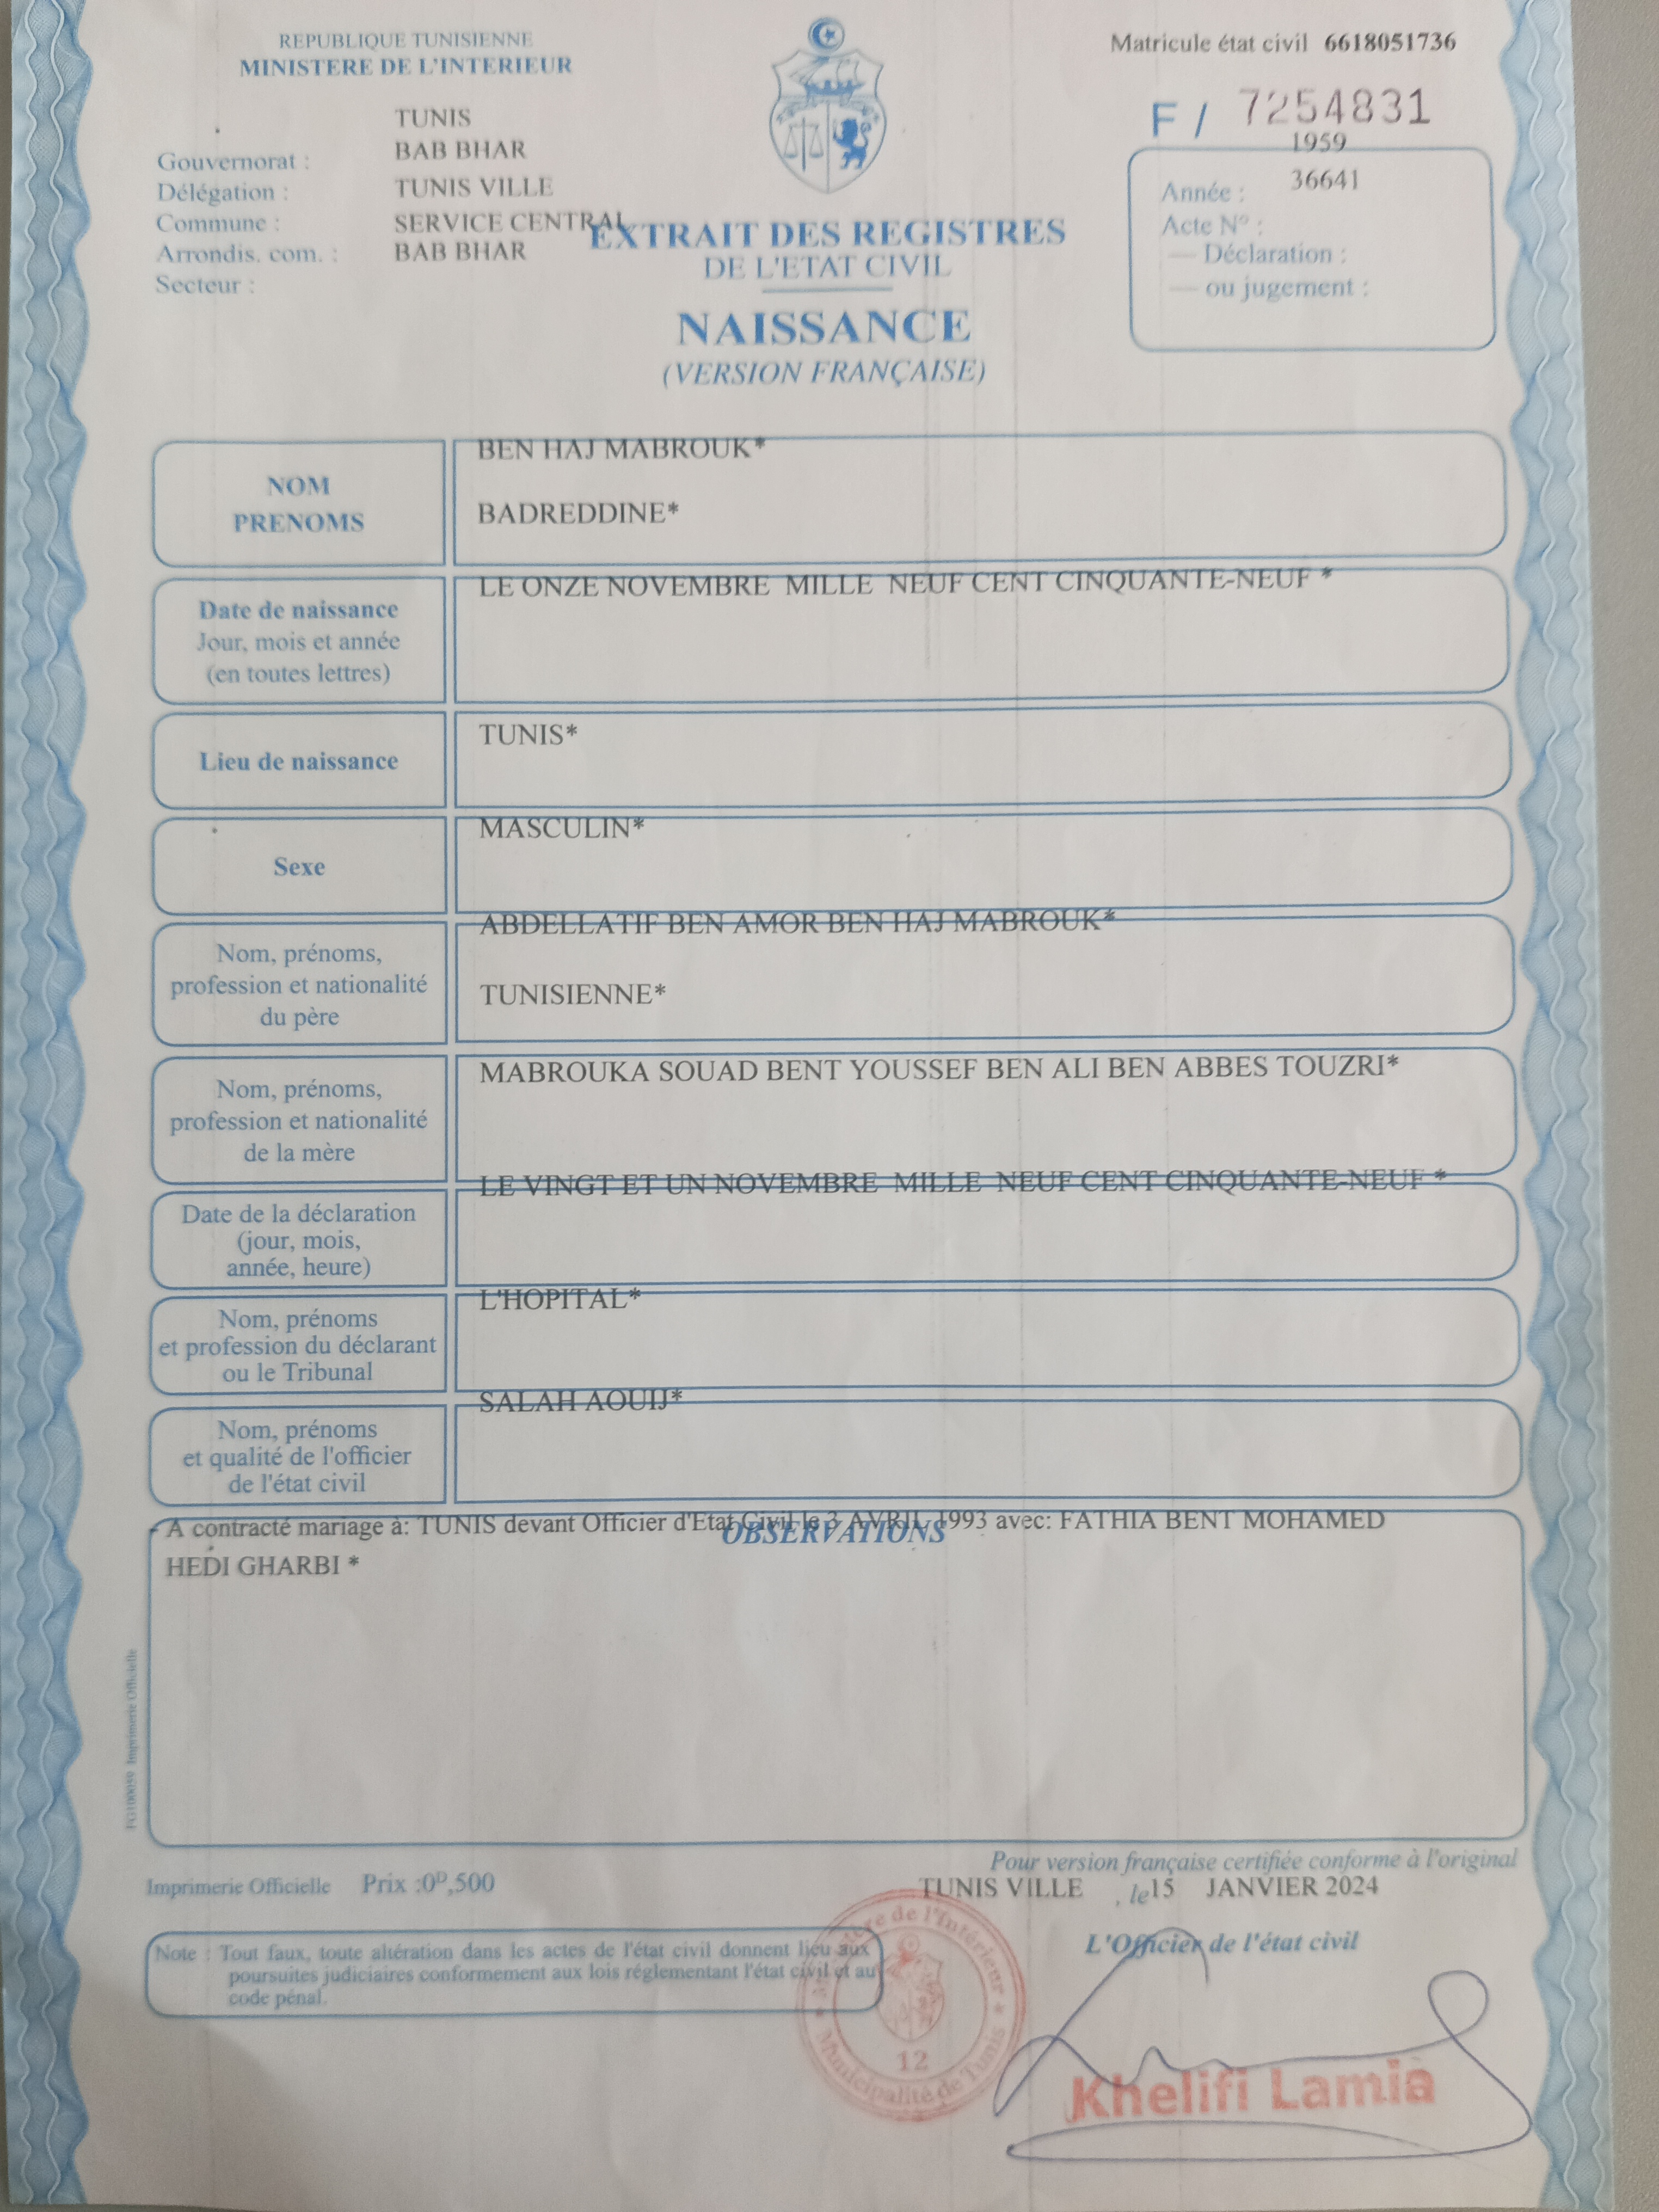 REPUBLIQUE TUNISIENNE
MINISTERE DE L'INTERIEUR
Matricule état civil 6618051736
F / 7254831
TUNIS
Gouvernorat :
BAB BHAR
Délégation :
TUNIS VILLE
Commune :
SERVICE CENTRAL
Arrondis. com. :
BAB BHAR
Secteur :
1959
Année :
36641
Acte N° :
— Déclaration :
— ou jugement :
EXTRAIT DES REGISTRES
DE L'ETAT CIVIL
NAISSANCE
(VERSION FRANÇAISE)
NOM
PRENOMS
BEN HAJ MABROUK*
BADREDDINE*
Date de naissance
Jour, mois et année
(en toutes lettres)
LE ONZE NOVEMBRE MILLE NEUF CENT CINQUANTE-NEUF *
Lieu de naissance
TUNIS*
Sexe
MASCULIN*
Nom, prénoms,
profession et nationalité
du père
ABDELLATIF BEN AMOR BEN HAJ MABROUK*
TUNISIENNE*
Nom, prénoms,
profession et nationalité
de la mère
MABROUKA SOUAD BENT YOUSSEF BEN ALI BEN ABBES TOUZRI*
Date de la déclaration
(jour, mois,
année, heure)
LE VINGT ET UN NOVEMBRE MILLE NEUF CENT CINQUANTE-NEUF *
Nom, prénoms
et profession du déclarant
ou le Tribunal
L'HOPITAL*
Nom, prénoms
et qualité de l'officier
de l'état civil
SALAH AOUIJ*
OBSERVATIONS
- A contracté mariage à: TUNIS devant Officier d'Etat Civil le 3 AVRIL 1993 avec: FATHIA BENT MOHAMED
HEDI GHARBI *
FG100059 Imprimerie Officielle
Imprimerie Officielle Prix :0ᴰ,500
Pour version française certifiée conforme à l'original
TUNIS VILLE , le 15 JANVIER 2024
L'Officier de l'état civil
Note : Tout faux, toute altération dans les actes de l'état civil donnent lieu aux
poursuites judiciaires conformement aux lois réglementant l'état civil et au
code pénal.
de l'Intérieur
12
Municipalité de Tunis
Khelifi Lamia